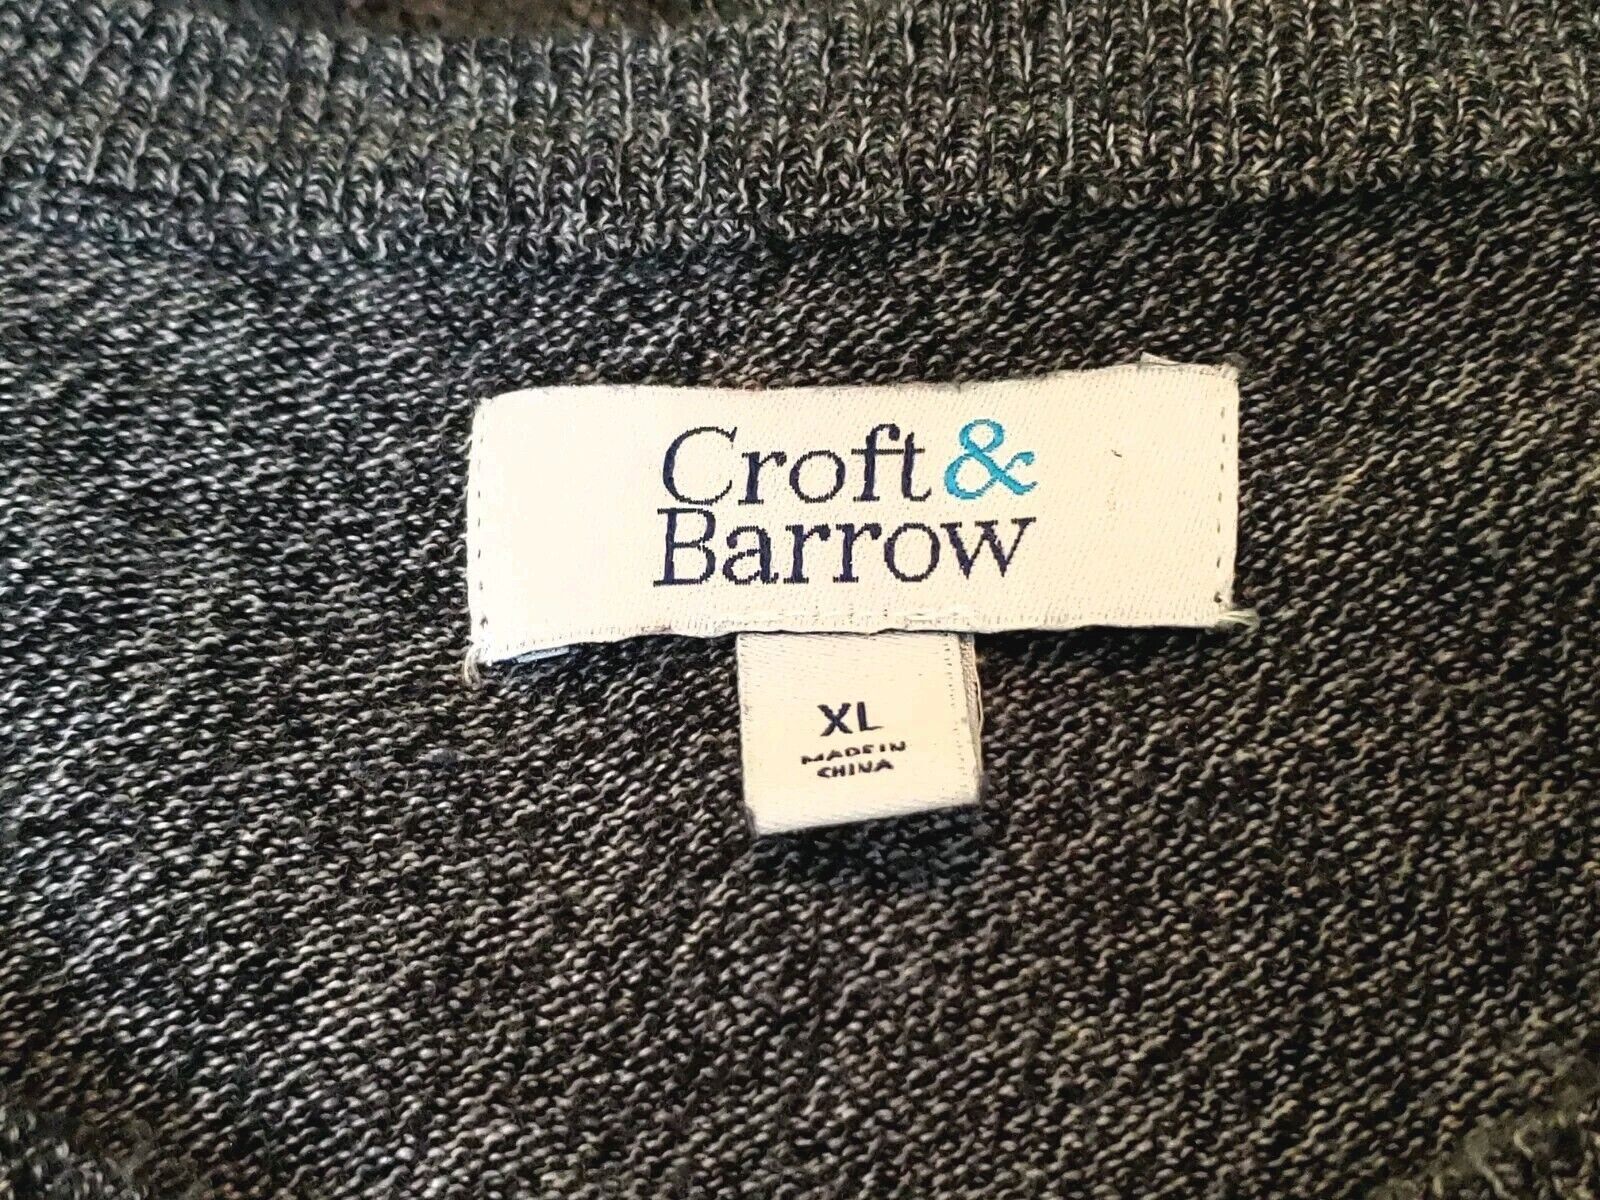 Croft &
Barrow
XL
MADE IN
CHINA